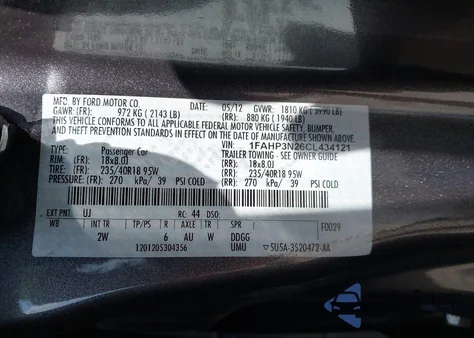 MFD. BY FORD MOTOR CO.
DATE: 05/12 GVWR: 1810 KG ( 3990 LB)
GAWR: (FR): 972 KG ( 2143 LB) (RR): 880 KG ( 1940 LB)
THIS VEHICLE CONFORMS TO ALL APPLICABLE FEDERAL MOTOR VEHICLE SAFETY, BUMPER,
AND THEFT PREVENTION STANDARDS IN EFFECT ON THE DATE OF MANUFACTURE SHOWN ABOVE.
VIN: 1FAHP3N26CL434121
TYPE: Passenger Car
RIM: (FR): 18x8.0J TRAILER TOWING-SEE OWNERS GUIDE
(RR): 18x8.0J
TIRE: (FR): 235/40R18 95W (RR): 235/40R18 95W
PRESSURE: (FR): 270 kPa / 39 PSI COLD (RR): 270 kPa / 39 PSI COLD
EXT PNT: UJ RC: 44 DSO: F0029
WB INT TR TP/PS R AXLE TR SPR
2W 6 AU W DDGG
1201205304356 UMU ▽5U5A-3520472-AA